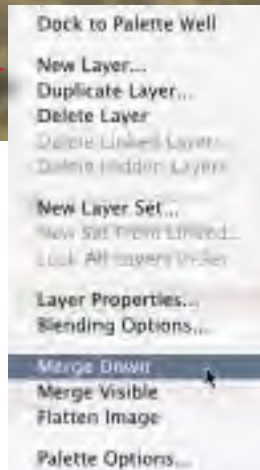 Dock to Palette Well
New Layer...
Duplicate Layer...
Delete Layer
Delete Linked Layers
Delete Hidden Layers
New Layer Set...
New Set From Linked...
Lock All Layers In Set
Layer Properties...
Blending Options...
Merge Down
Merge Visible
Flatten Image
Palette Options...